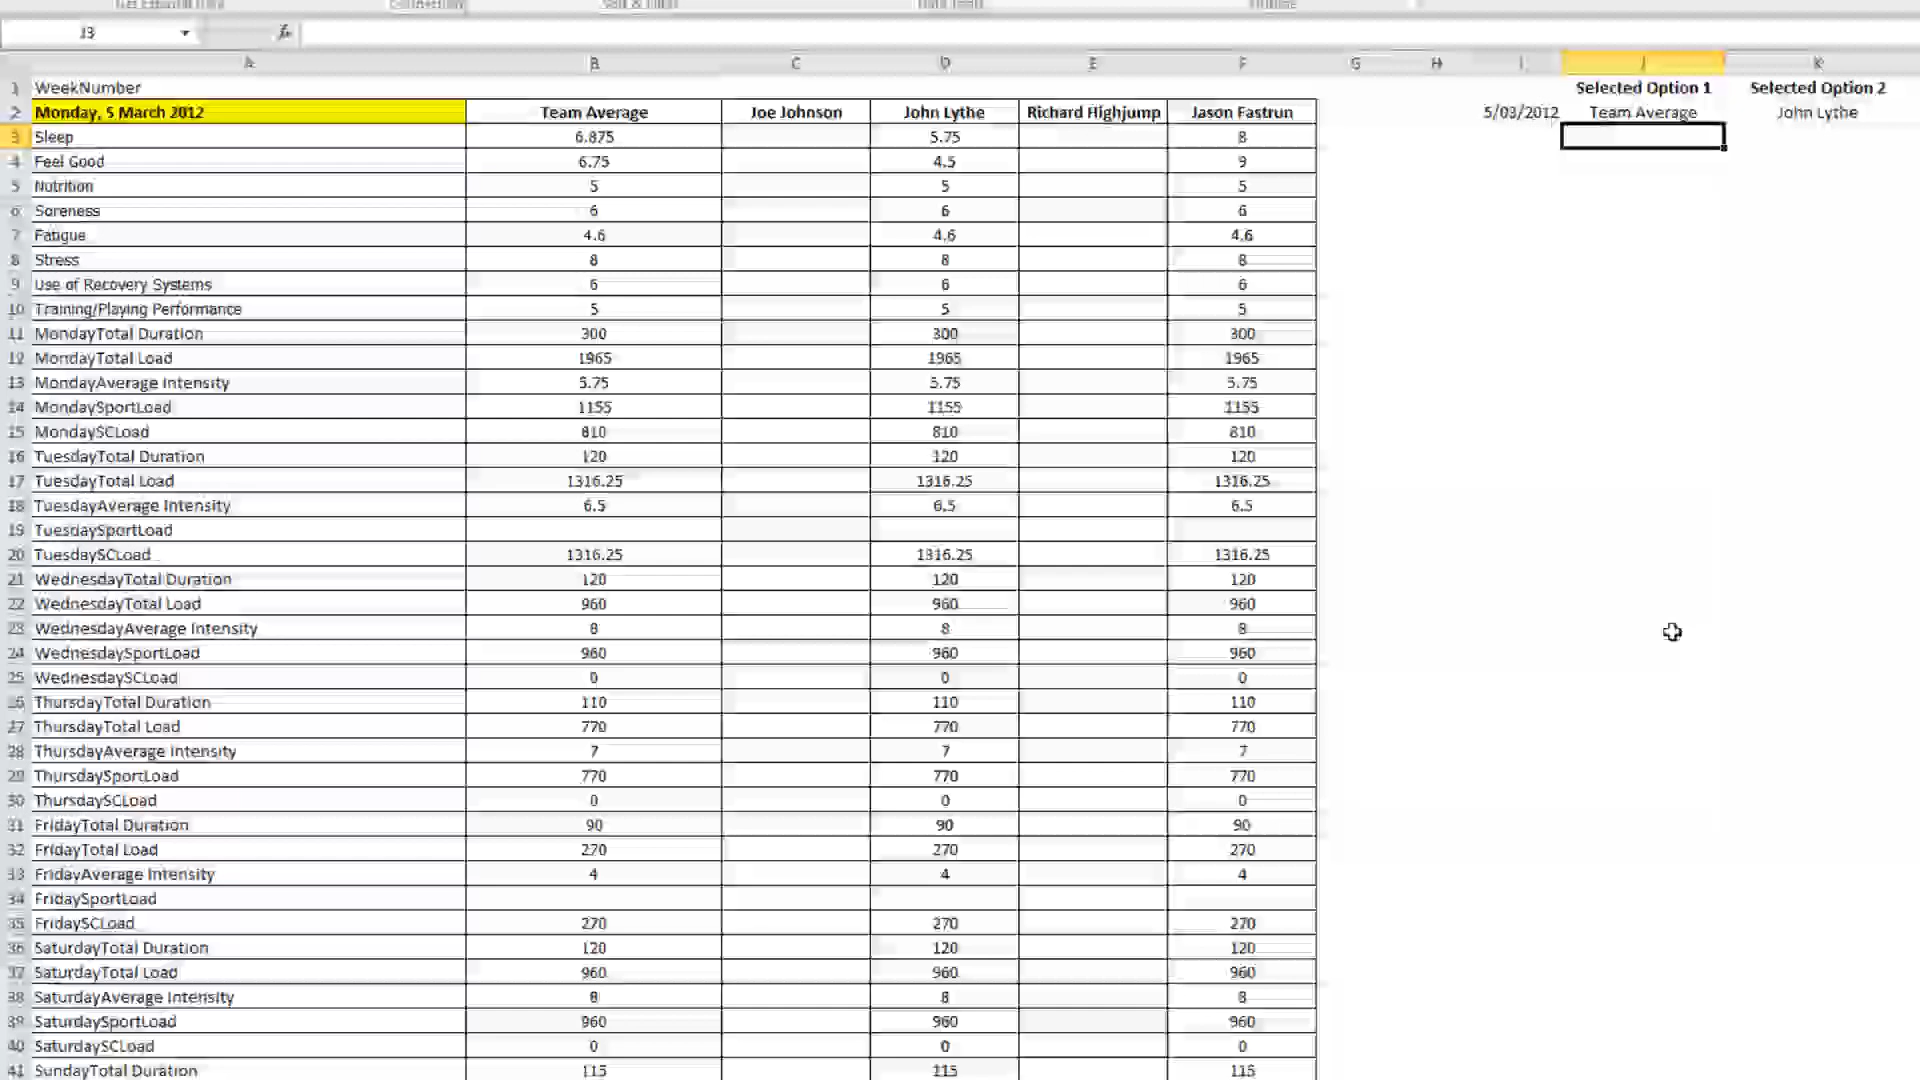 J3 fx
A B C D E F G H I J K
1 WeekNumber Selected Option 1 Selected Option 2
2 Monday, 5 March 2012 Team Average Joe Johnson John Lythe Richard Highjump Jason Fastrun 5/03/2012 Team Average John Lythe
3 Sleep 6.875 5.75 8
4 Feel Good 6.75 4.5 9
5 Nutrition 5 5 5
6 Soreness 6 6 6
7 Fatigue 4.6 4.6 4.6
8 Stress 8 8 8
9 Use of Recovery Systems 6 6 6
10 Training/Playing Performance 5 5 5
11 MondayTotal Duration 300 300 300
12 MondayTotal Load 1965 1965 1965
13 MondayAverage Intensity 5.75 5.75 5.75
14 MondaySportLoad 1155 1155 1155
15 MondaySCLoad 810 810 810
16 TuesdayTotal Duration 120 120 120
17 TuesdayTotal Load 1316.25 1316.25 1316.25
18 TuesdayAverage Intensity 6.5 6.5 6.5
19 TuesdaySportLoad
20 TuesdaySCLoad 1316.25 1316.25 1316.25
21 WednesdayTotal Duration 120 120 120
22 WednesdayTotal Load 960 960 960
23 WednesdayAverage Intensity 8 8 8
24 WednesdaySportLoad 960 960 960
25 WednesdaySCLoad 0 0 0
26 ThursdayTotal Duration 110 110 110
27 ThursdayTotal Load 770 770 770
28 ThursdayAverage Intensity 7 7 7
29 ThursdaySportLoad 770 770 770
30 ThursdaySCLoad 0 0 0
31 FridayTotal Duration 90 90 90
32 FridayTotal Load 270 270 270
33 FridayAverage Intensity 4 4 4
34 FridaySportLoad
35 FridaySCLoad 270 270 270
36 SaturdayTotal Duration 120 120 120
37 SaturdayTotal Load 960 960 960
38 SaturdayAverage Intensity 8 8 8
39 SaturdaySportLoad 960 960 960
40 SaturdaySCLoad 0 0 0
41 SundayTotal Duration 115 115 115